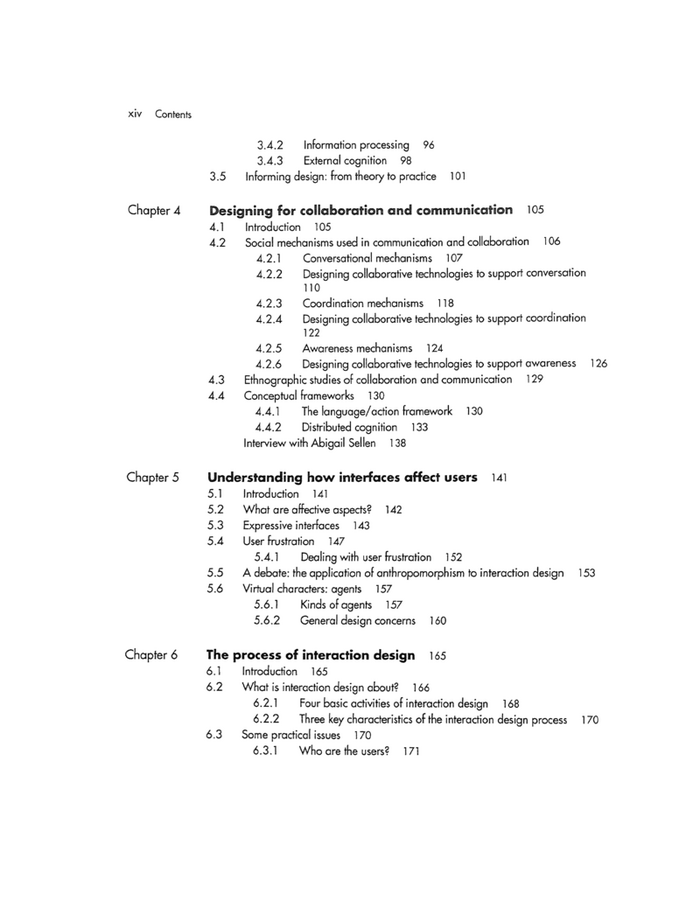 xiv Contents
3.4.2 Information processing 96
3.4.3 External cognition 98
3.5 Informing design: from theory to practice 101
Chapter 4 Designing for collaboration and communication 105
4.1 Introduction 105
4.2 Social mechanisms used in communication and collaboration 106
4.2.1 Conversational mechanisms 107
4.2.2 Designing collaborative technologies to support conversation
110
4.2.3 Coordination mechanisms 118
4.2.4 Designing collaborative technologies to support coordination
122
4.2.5 Awareness mechanisms 124
4.2.6 Designing collaborative technologies to support awareness 126
4.3 Ethnographic studies of collaboration and communication 129
4.4 Conceptual frameworks 130
4.4.1 The language/action framework 130
4.4.2 Distributed cognition 133
Interview with Abigail Sellen 138
Chapter 5 Understanding how interfaces affect users 141
5.1 Introduction 141
5.2 What are affective aspects? 142
5.3 Expressive interfaces 143
5.4 User frustration 147
5.4.1 Dealing with user frustration 152
5.5 A debate: the application of anthropomorphism to interaction design 153
5.6 Virtual characters: agents 157
5.6.1 Kinds of agents 157
5.6.2 General design concerns 160
Chapter 6 The process of interaction design 165
6.1 Introduction 165
6.2 What is interaction design about? 166
6.2.1 Four basic activities of interaction design 168
6.2.2 Three key characteristics of the interaction design process 170
6.3 Some practical issues 170
6.3.1 Who are the users? 171